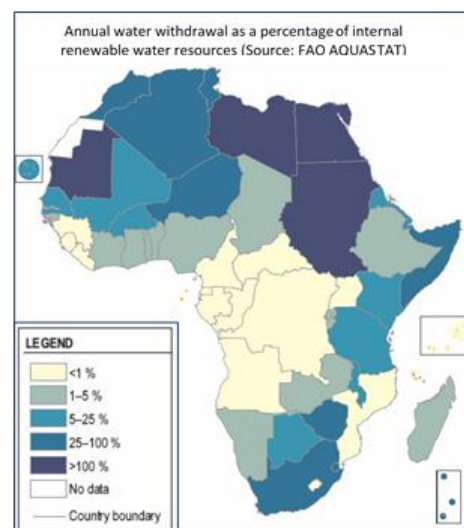 Annual water withdrawal as a percentage of internal
renewable water resources (Source: FAO AQUASTAT)
LEGEND
<1 %
1–5 %
5–25 %
25–100 %
>100 %
No data
Country boundary